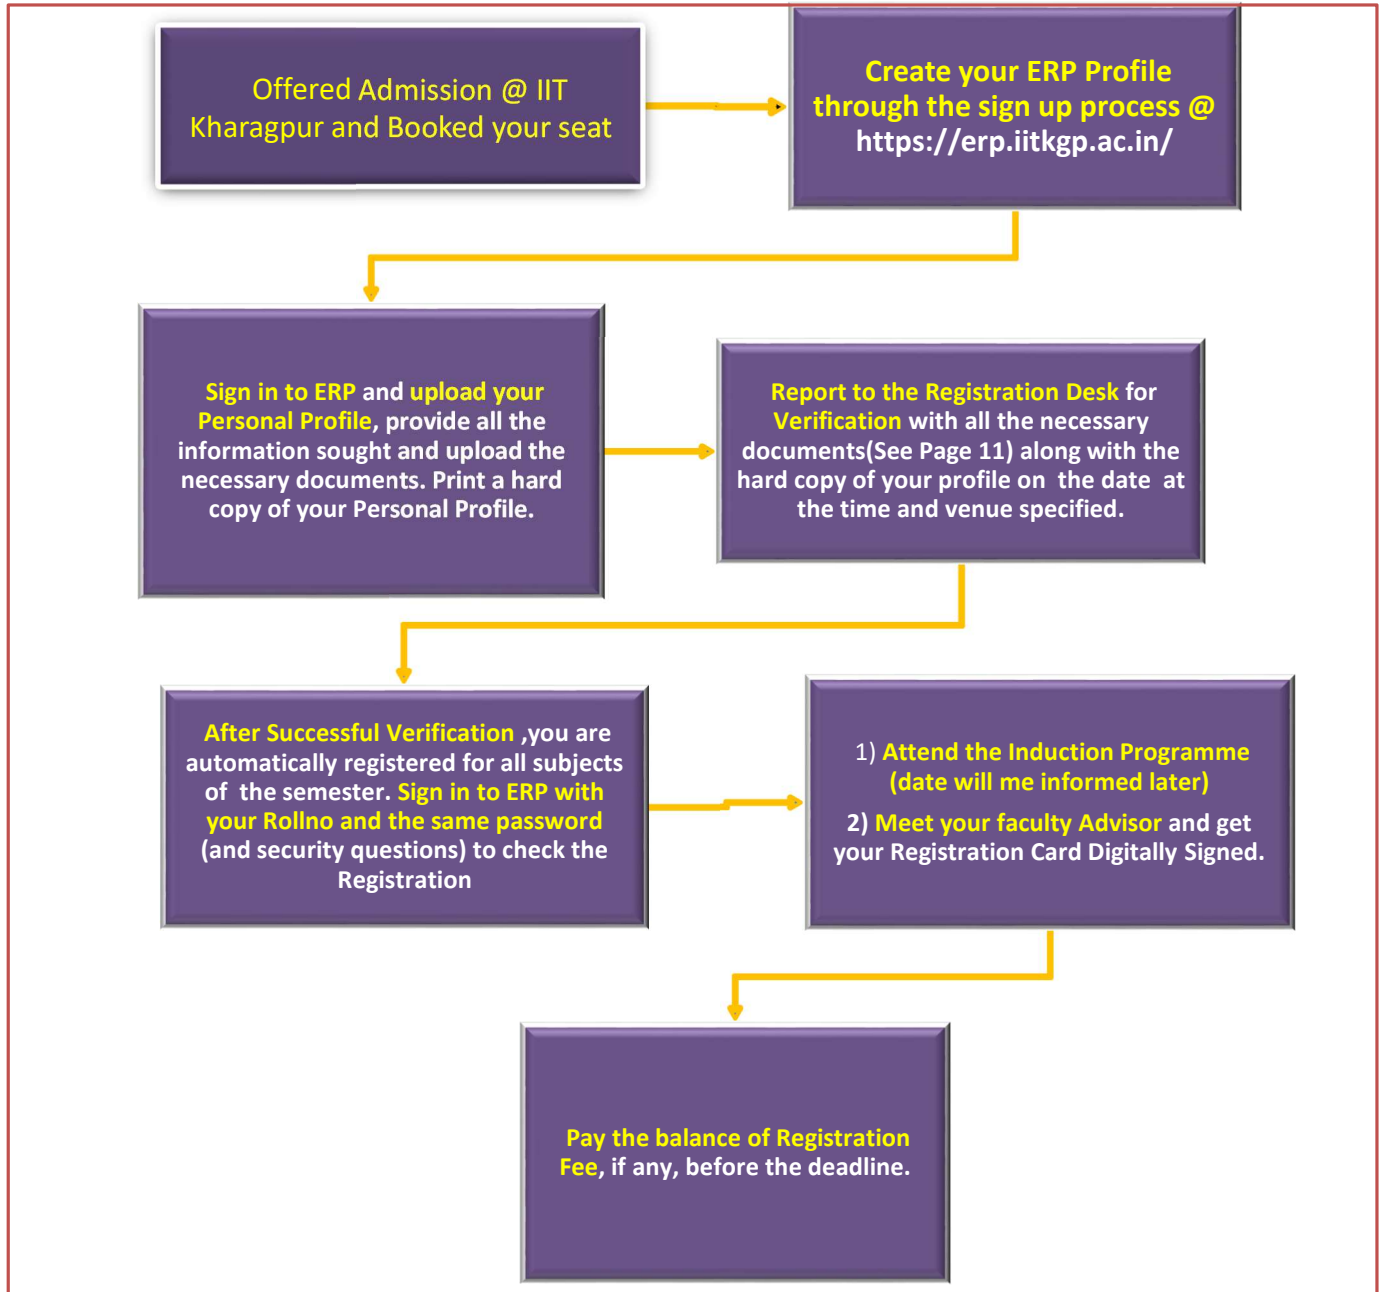 Offered Admission @ IIT
Kharagpur and Booked your seat
Create your ERP Profile
through the sign up process @
https://erp.iitkgp.ac.in/
Sign in to ERP and upload your
Personal Profile, provide all the
information sought and upload the
necessary documents. Print a hard
copy of your Personal Profile.
Report to the Registration Desk for
Verification with all the necessary
documents(See Page 11) along with the
hard copy of your profile on the date at
the time and venue specified.
After Successful Verification ,you are
automatically registered for all subjects
of the semester. Sign in to ERP with
your Rollno and the same password
(and security questions) to check the
Registration
1) Attend the Induction Programme
(date will me informed later)
2) Meet your faculty Advisor and get
your Registration Card Digitally Signed.
Pay the balance of Registration
Fee, if any, before the deadline.